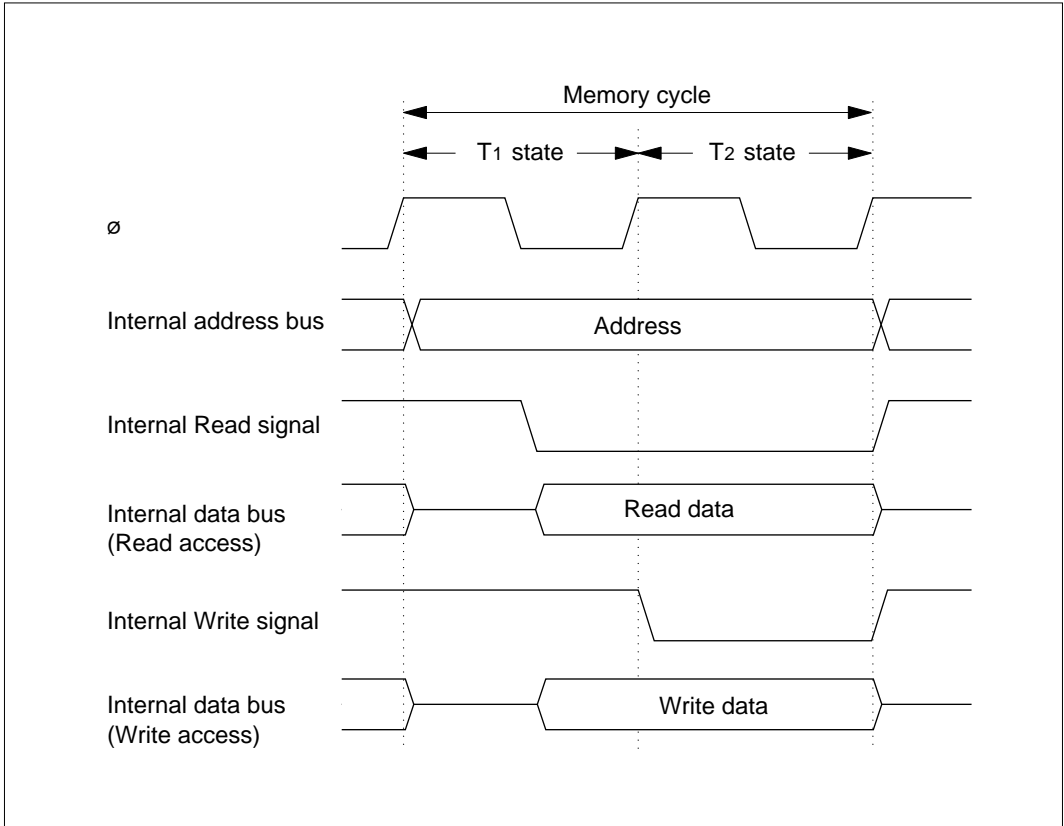 Memory cycle
T1 state
T2 state
ø
Internal address bus
Address
Internal Read signal
Internal data bus
(Read access)
Read data
Internal Write signal
Internal data bus
(Write access)
Write data